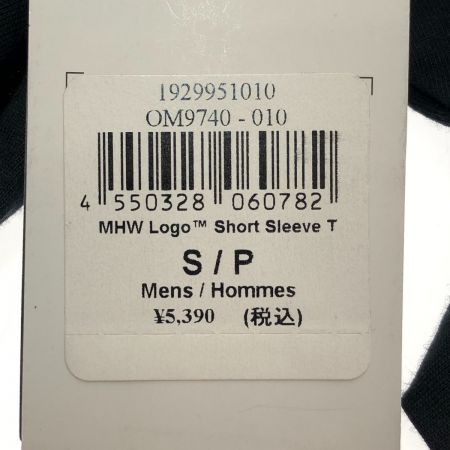 1929951010
OM9740 - 010
4 550328 060782
MHW Logo™ Short Sleeve T
S / P
Mens / Hommes
¥5,390 (税込)